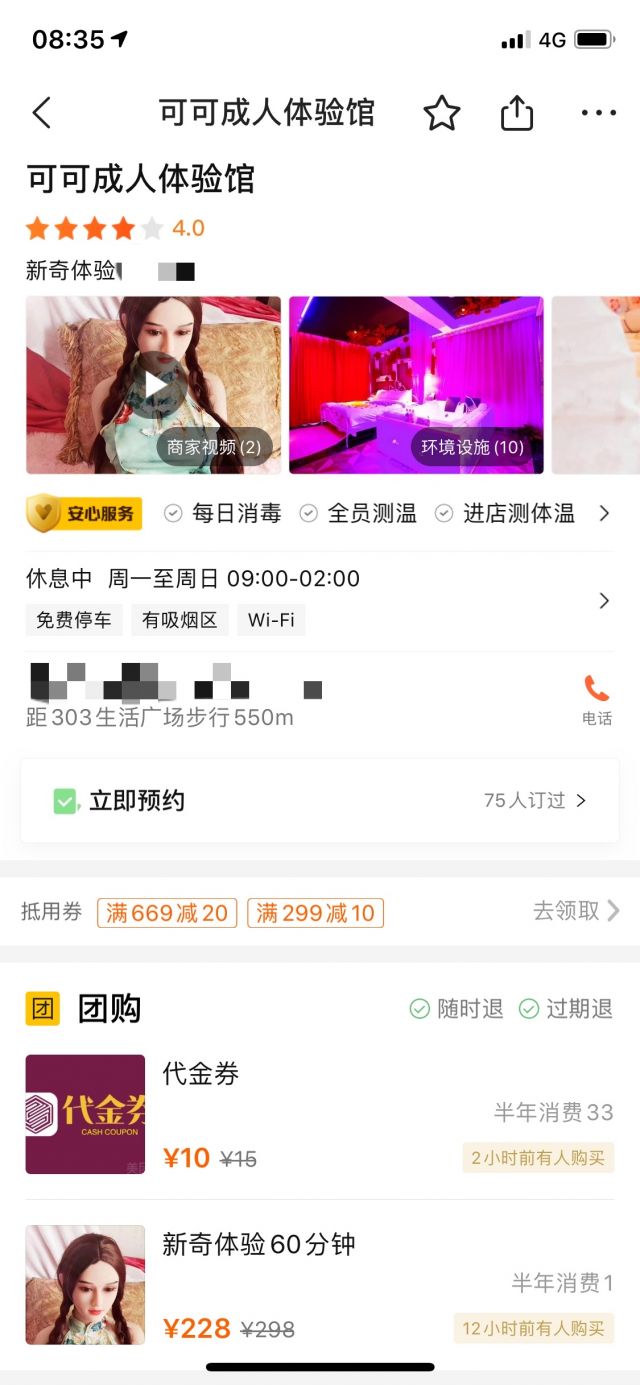 08:35 4G
可可成人体验馆
可可成人体验馆
4.0
新奇体验
商家视频(2) 环境设施(10)
安心服务 每日消毒 全员测温 进店测体温
休息中 周一至周日 09:00-02:00
免费停车 有吸烟区 Wi-Fi
距303生活广场步行550m
电话
立即预约 75人订过
抵用券 满669减20 满299减10 去领取
团 团购 随时退 过期退
代金券
CASH COUPON
代金券
半年消费33
¥10 ¥15 2小时前有人购买
新奇体验60分钟
半年消费1
¥228 ¥298 12小时前有人购买